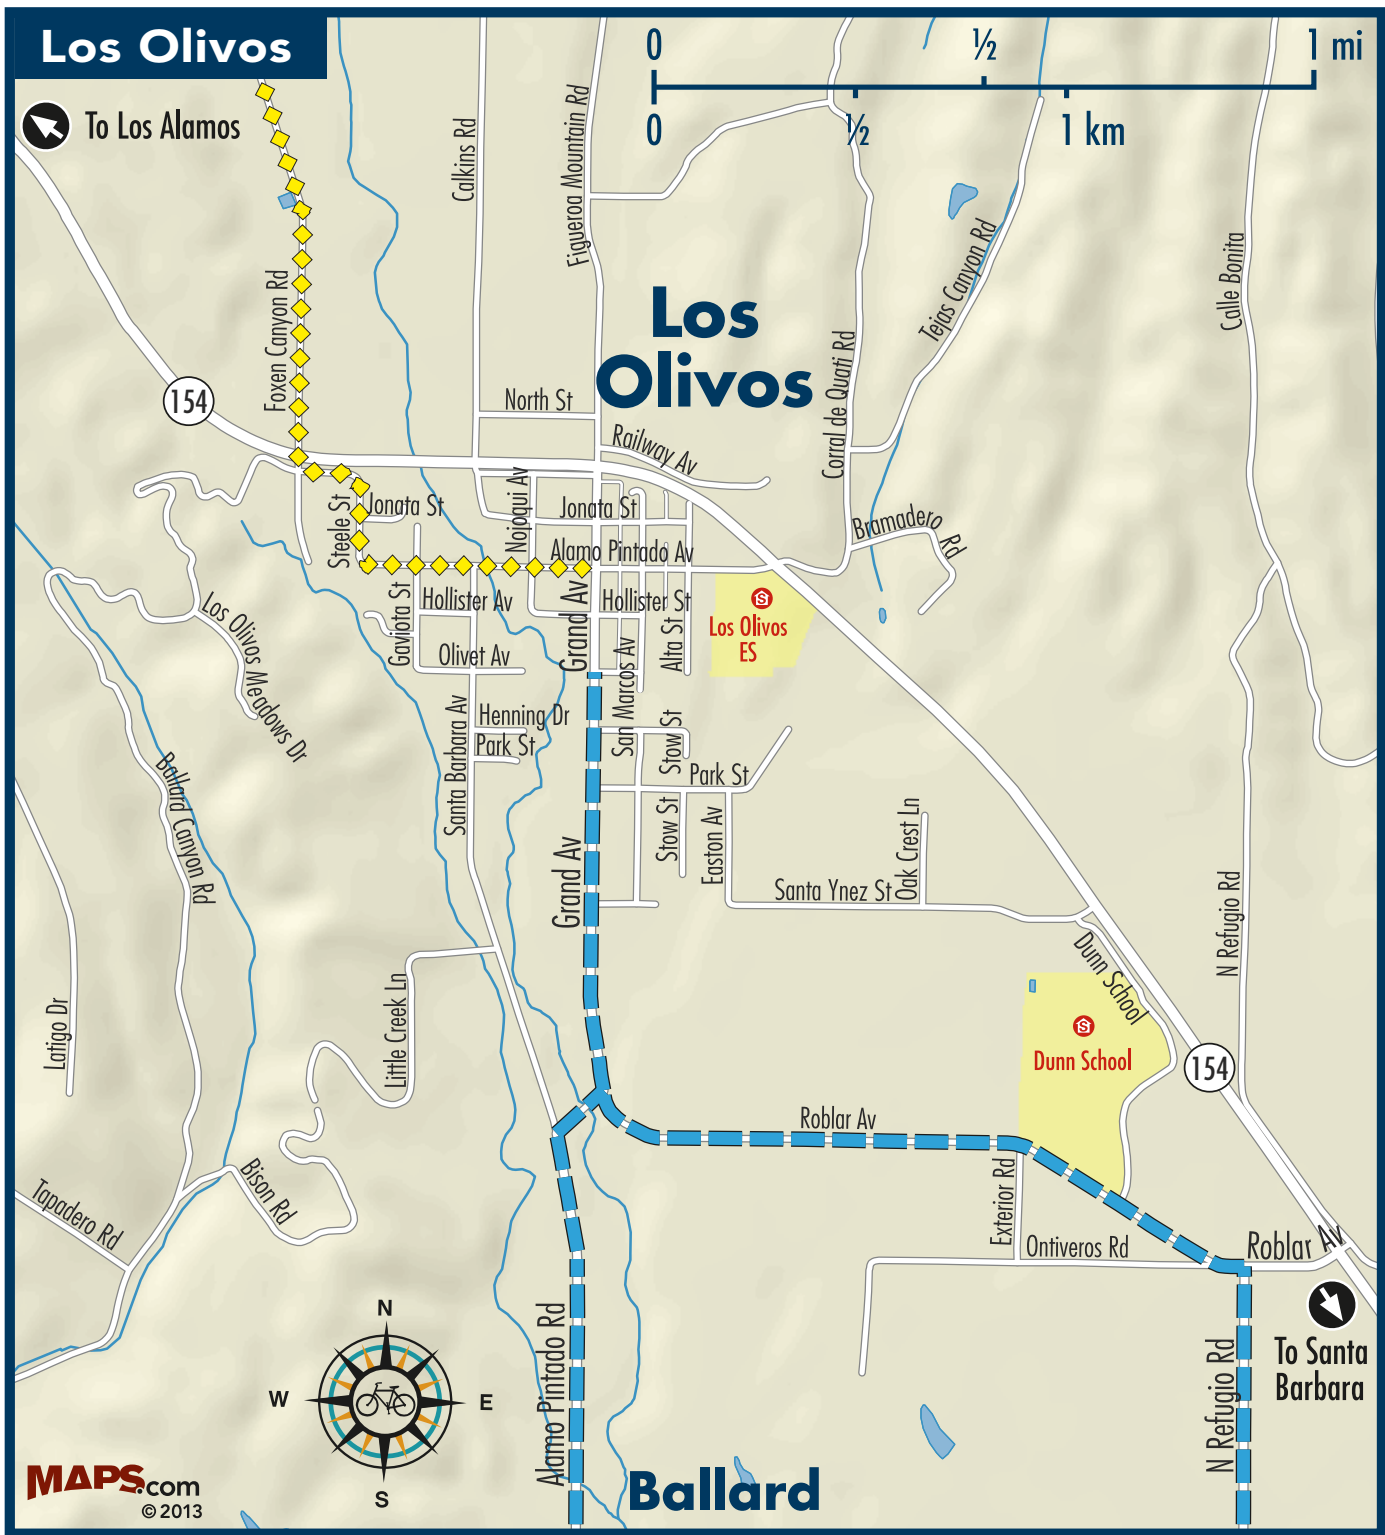 Los Olivos
0
½
1 mi
0
½
1 km
To Los Alamos
Calkins Rd
Figueroa Mountain Rd
Foxen Canyon Rd
Tejas Canyon Rd
Calle Bonita
Corral de Quati Rd
Los
Olivos
154
North St
Railway Av
Steele St
Jonata St
Nojoqui Av
Jonata St
Bramadero Rd
Alamo Pintado Av
Gaviota St
Hollister Av
Grand Av
Hollister St
Los Olivos
ES
Los Olivos Meadows Dr
Olivet Av
San Marcos Av
Alta St
Santa Barbara Av
Henning Dr
Park St
Stow St
Park St
Ballard Canyon Rd
Stow St
Easton Av
Oak Crest Ln
Grand Av
Santa Ynez St
N Refugio Rd
Dunn School
Latigo Dr
Little Creek Ln
Dunn School
154
Roblar Av
Tapadero Rd
Bison Rd
Exterior Rd
Ontiveros Rd
Roblar Av
N
W
E
S
Alamo Pintado Rd
N Refugio Rd
To Santa
Barbara
Ballard
MAPS.com
© 2013